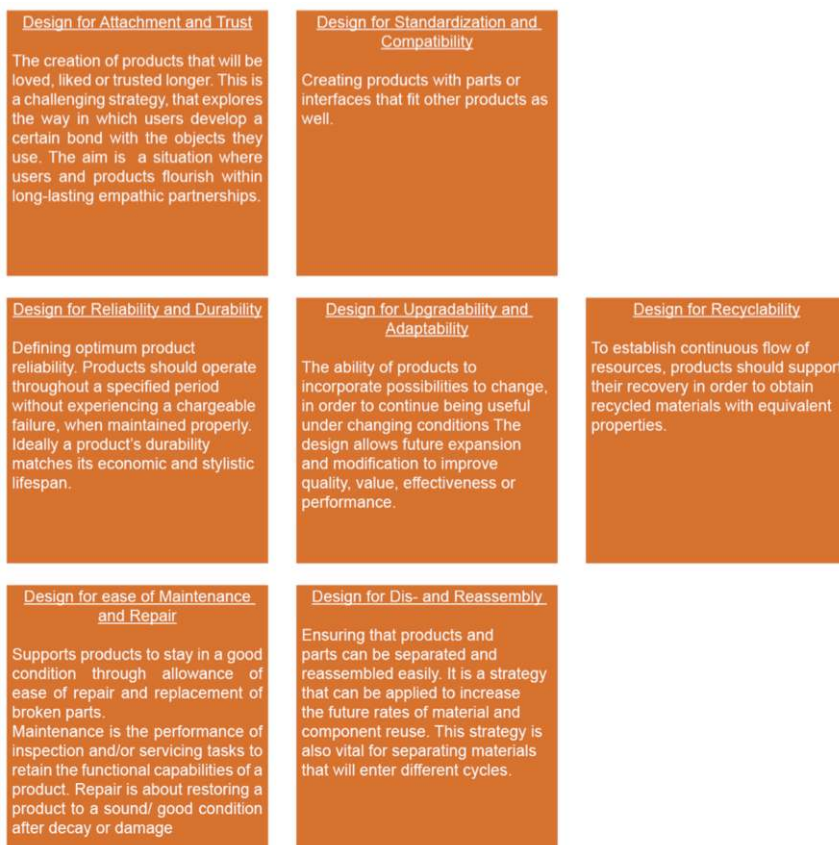 Design for Attachment and Trust
The creation of products that will be
loved, liked or trusted longer. This is
a challenging strategy, that explores
the way in which users develop a
certain bond with the objects they
use. The aim is a situation where
users and products flourish within
long-lasting empathic partnerships.
Design for Standardization and
Compatibility
Creating products with parts or
interfaces that fit other products as
well.
Design for Reliability and Durability
Defining optimum product
reliability. Products should operate
throughout a specified period
without experiencing a chargeable
failure, when maintained properly.
Ideally a product's durability
matches its economic and stylistic
lifespan.
Design for Upgradability and
Adaptability
The ability of products to
incorporate possibilities to change,
in order to continue being useful
under changing conditions The
design allows future expansion
and modification to improve
quality, value, effectiveness or
performance.
Design for Recyclability
To establish continuous flow of
resources, products should support
their recovery in order to obtain
recycled materials with equivalent
properties.
Design for ease of Maintenance
and Repair
Supports products to stay in a good
condition through allowance of
ease of repair and replacement of
broken parts.
Maintenance is the performance of
inspection and/or servicing tasks to
retain the functional capabilities of a
product. Repair is about restoring a
product to a sound/ good condition
after decay or damage
Design for Dis- and Reassembly
Ensuring that products and
parts can be separated and
reassembled easily. It is a strategy
that can be applied to increase
the future rates of material and
component reuse. This strategy is
also vital for separating materials
that will enter different cycles.